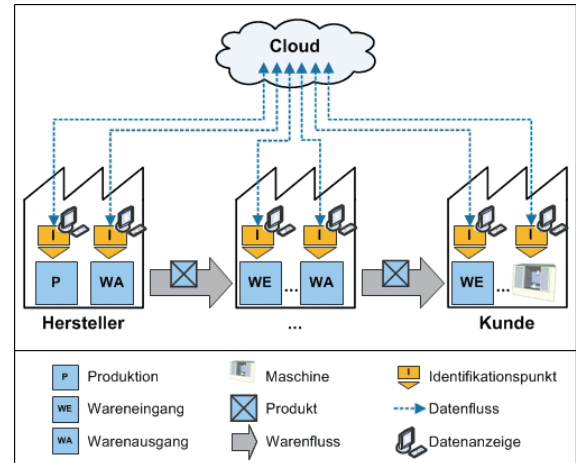 Cloud
I I I I I I
P WA WE ... WA WE ...
Hersteller ... Kunde
P Produktion Maschine I Identifikationspunkt
WE Wareneingang Produkt Datenfluss
WA Warenausgang Warenfluss Datenanzeige